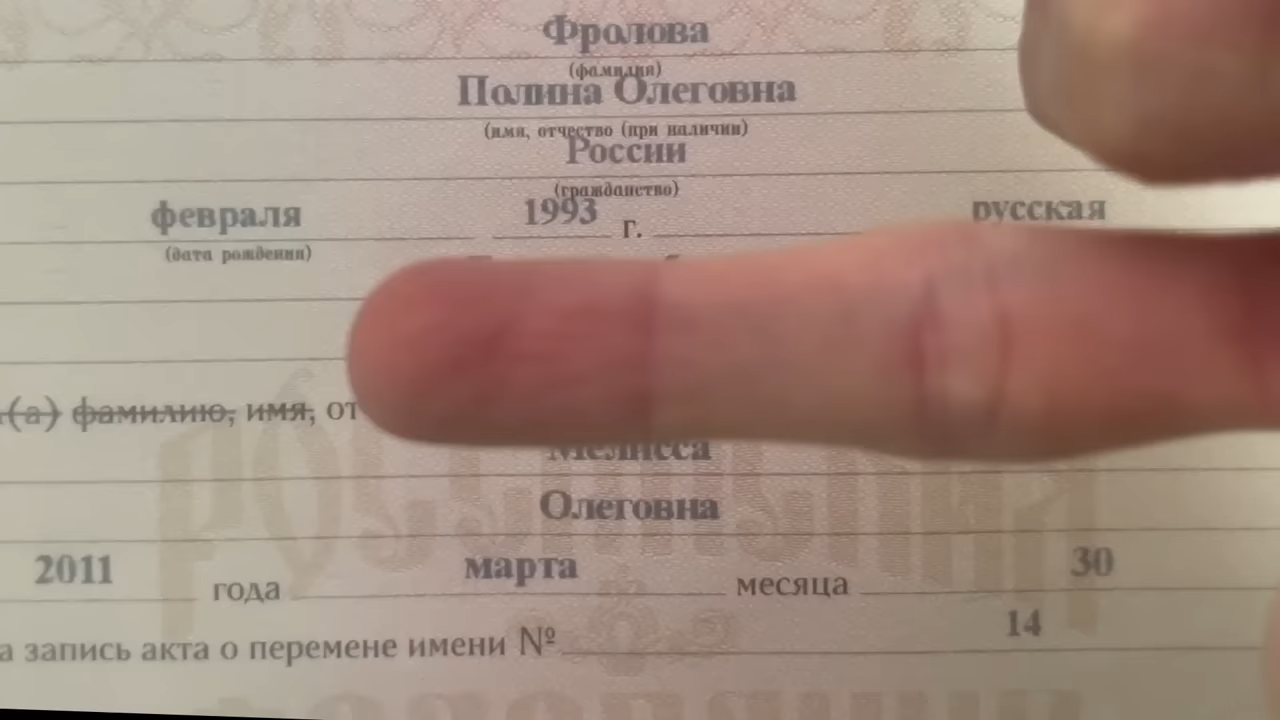 Фролова
(фамилия)
Полина Олеговна
(имя, отчество (при наличии)
России
(гражданство)
февраля 1993 г. русская
(дата рождения)
(а) фамилию, имя, от
Мелисса
Олеговна
2011 года марта месяца 30
а запись акта о перемене имени № 14